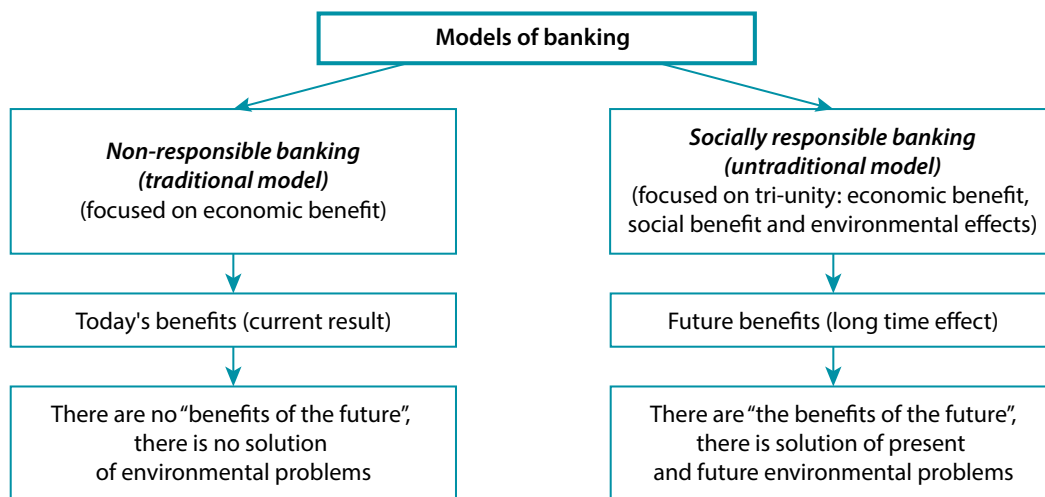 Models of banking
Non-responsible banking
(traditional model)
(focused on economic benefit)
Socially responsible banking
(untraditional model)
(focused on tri-unity: economic benefit,
social benefit and environmental effects)
Today's benefits (current result)
Future benefits (long time effect)
There are no “benefits of the future”,
there is no solution
of environmental problems
There are “the benefits of the future”,
there is solution of present
and future environmental problems